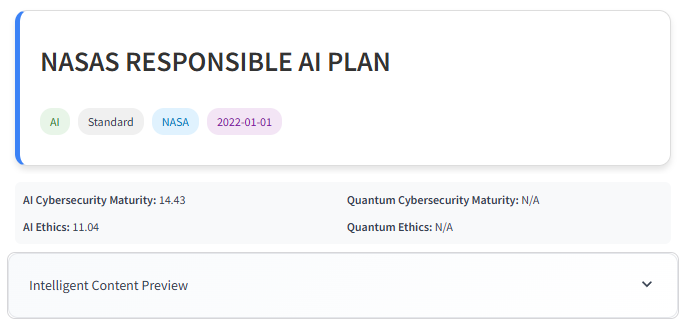 NASAS RESPONSIBLE AI PLAN
AI Standard NASA 2022-01-01
AI Cybersecurity Maturity: 14.43 Quantum Cybersecurity Maturity: N/A
AI Ethics: 11.04 Quantum Ethics: N/A
Intelligent Content Preview